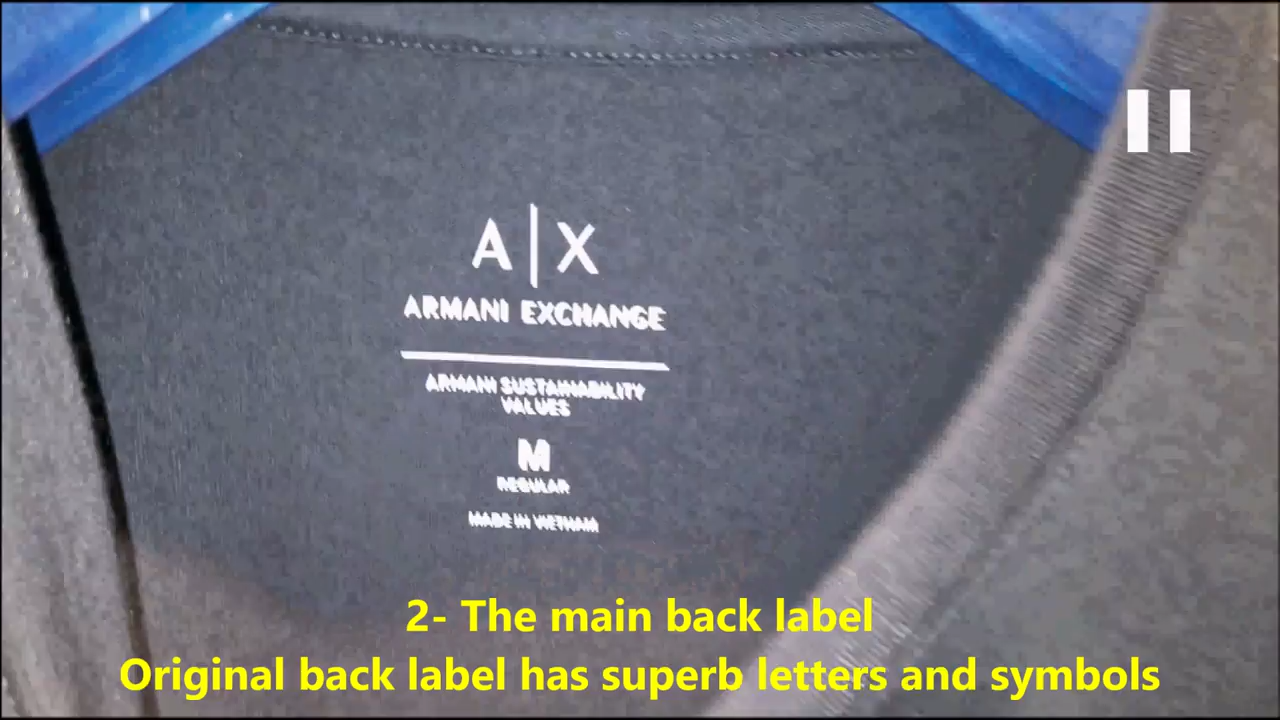 A|X
ARMANI EXCHANGE
ARMANI SUSTAINABILITY
VALUES
M
REGULAR
MADE IN VIETNAM
2- The main back label
Original back label has superb letters and symbols